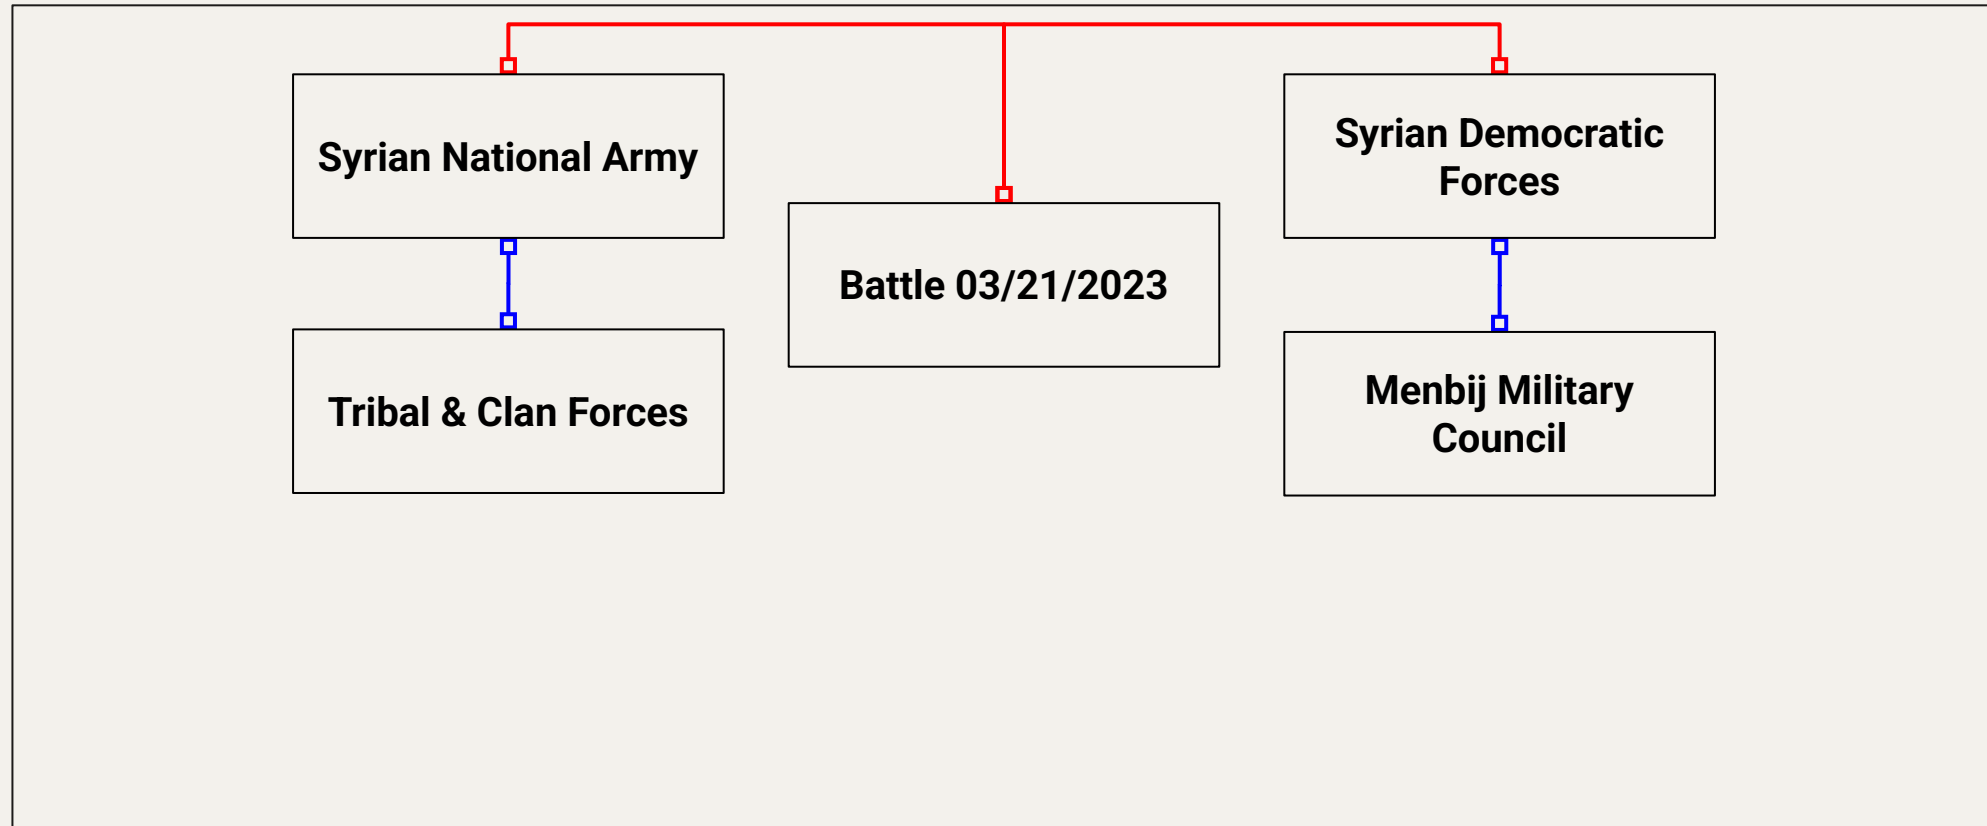 Syrian National Army
Syrian Democratic
Forces
Battle 03/21/2023
Tribal & Clan Forces
Menbij Military
Council